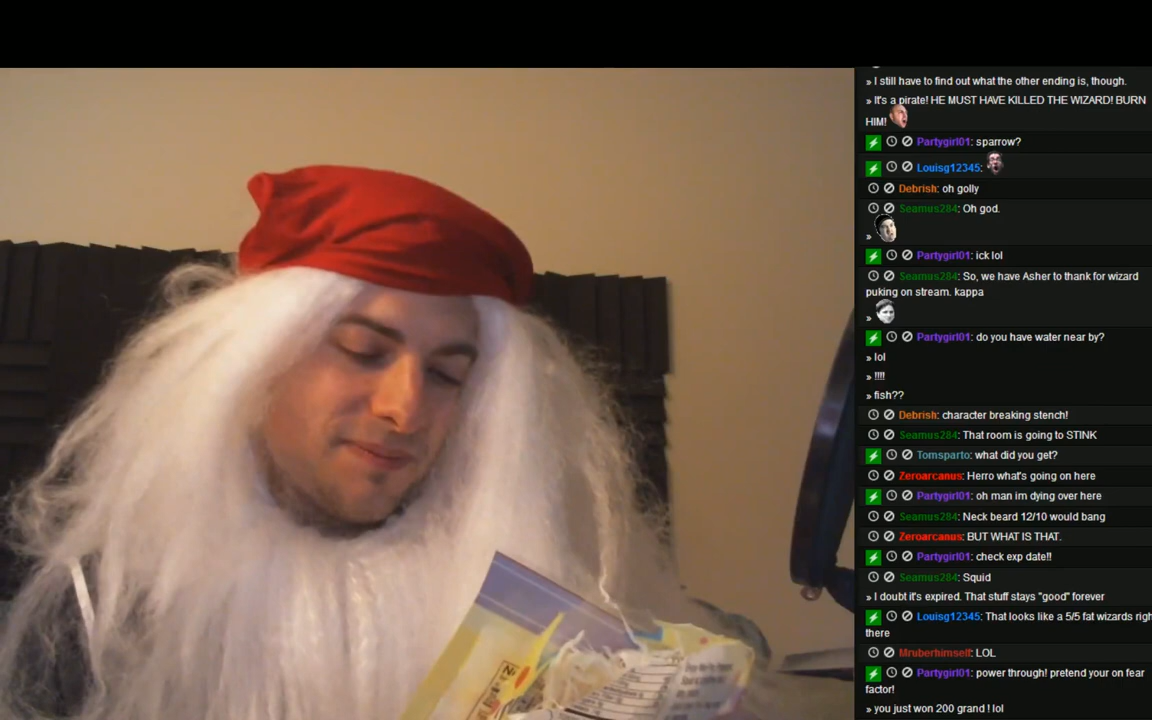 » I still have to find out what the other ending is, though.
» It's a pirate! HE MUST HAVE KILLED THE WIZARD! BURN
HIM!
Partygirl01: sparrow?
Louisg12345:
Debrish: oh golly
Seamus284: Oh god.
»
Partygirl01: ick lol
Seamus284: So, we have Asher to thank for wizard
puking on stream. kappa
»
Partygirl01: do you have water near by?
» lol
» !!!!
» fish??
Debrish: character breaking stench!
Seamus284: That room is going to STINK
Tomsparto: what did you get?
Zeroarcanus: Herro what's going on here
Partygirl01: oh man im dying over here
Seamus284: Neck beard 12/10 would bang
Zeroarcanus: BUT WHAT IS THAT.
Partygirl01: check exp date!!
Seamus284: Squid
» I doubt it's expired. That stuff stays "good" forever
Louisg12345: That looks like a 5/5 fat wizards righ
there
Mruberhimself: LOL
Partygirl01: power through! pretend your on fear
factor!
» you just won 200 grand ! lol